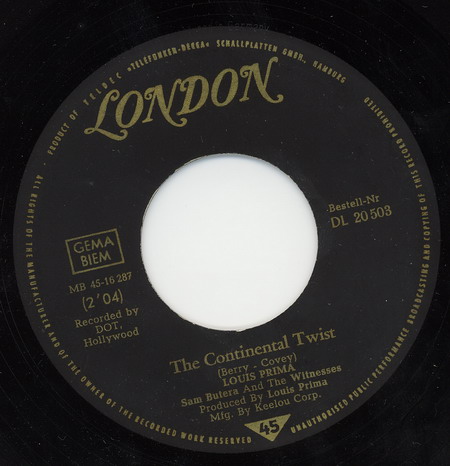 PRODUCT OF TELDEC »TELEFUNKEN-DECCA« SCHALLPLATTEN GMBH., HAMBURG
LONDON
Bestell-Nr
DL 20 503
GEMA
BIEM
MB 45-16 287
(2'04)
Recorded by
DOT,
Hollywood
The Continental Twist
(Berry - Covey)
LOUIS PRIMA
Sam Butera And The Witnesses
Produced By Louis Prima
Mfg. By Keelou Corp.
45
ALL RIGHTS OF THE MANUFACTURER AND OF THE OWNER OF THE RECORDED WORK RESERVED
UNAUTHORISED PUBLIC PERFORMANCE BROADCASTING AND COPYING OF THIS RECORD PROHIBITED